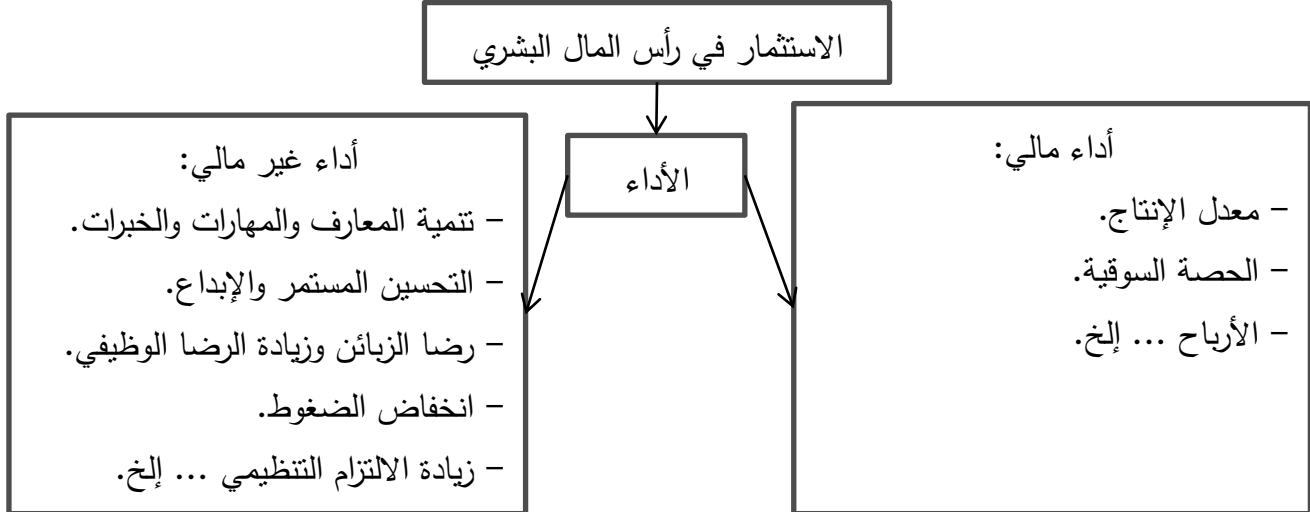 الاستثمار في رأس المال البشري
الأداء
أداء مالي:
- معدل الإنتاج.
- الحصة السوقية.
- الأرباح ... إلخ.
أداء غير مالي:
- تنمية المعارف والمهارات والخبرات.
- التحسين المستمر والإبداع.
- رضا الزبائن وزيادة الرضا الوظيفي.
- انخفاض الضغوط.
- زيادة الالتزام التنظيمي ... إلخ.